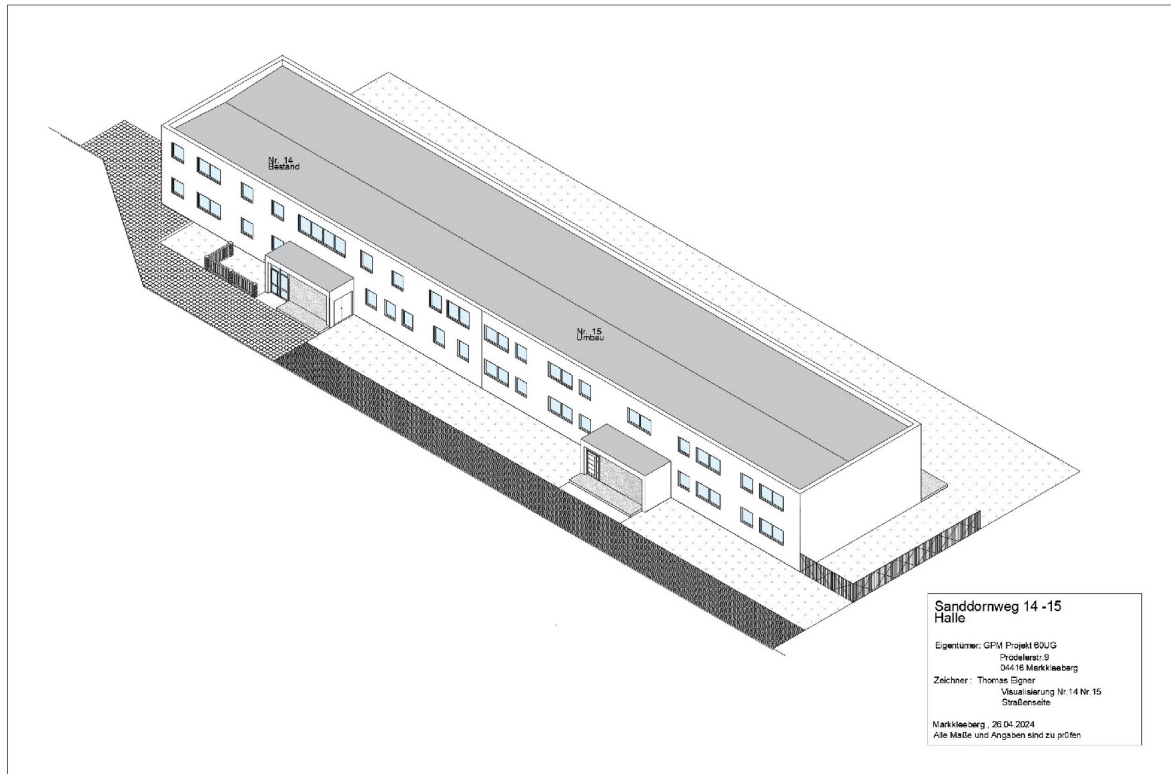 Nr. 14
Bestand
Nr. 15
Umbau
Sanddornweg 14 -15
Halle
Eigentümer: GPM Projekt 60UG
Prödelerstr.9
04416 Markkleeberg
Zeichner : Thomas Eigner
Visualisierung Nr.14 Nr.15
Straßenseite
Markkleeberg , 26.04.2024
Alle Maße und Angaben sind zu prüfen